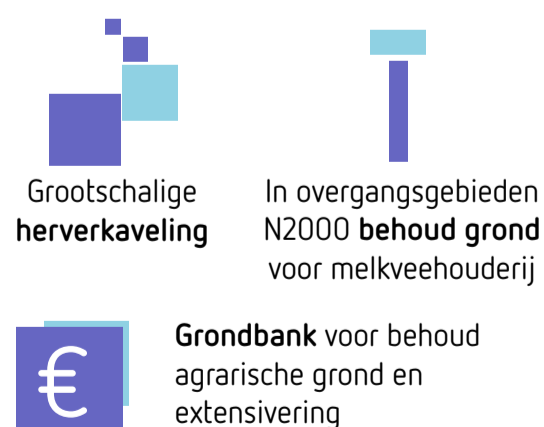 Grootschalige
herverkaveling
In overgangsgebieden
N2000 behoud grond
voor melkveehouderij
€
Grondbank voor behoud
agrarische grond en
extensivering